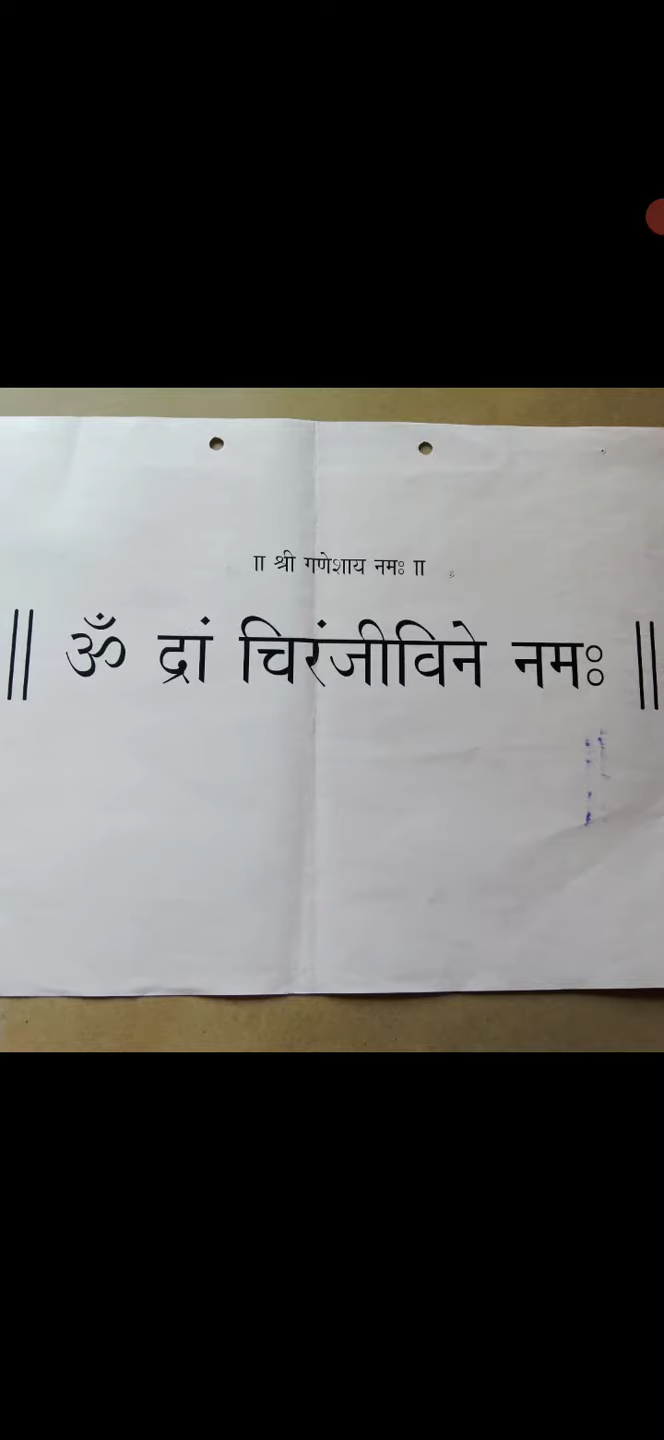 ॥ श्री गणेशाय नमः ॥
॥ ॐ द्रां चिरंजीविने नमः ॥